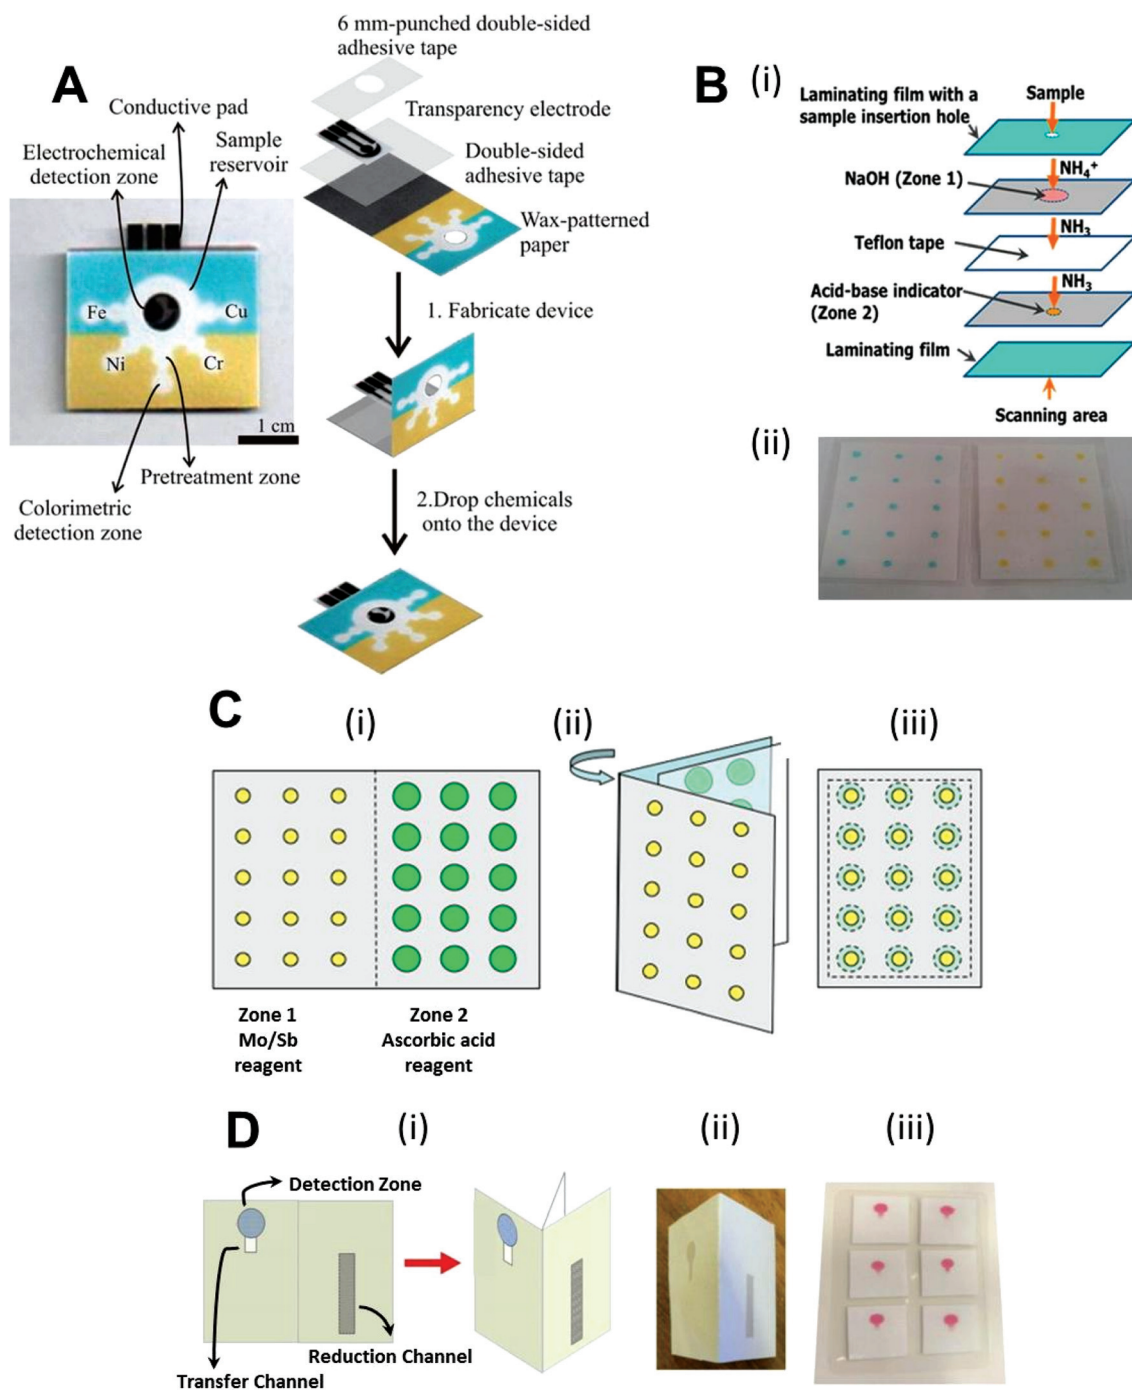 A
6 mm-punched double-sided
adhesive tape
Conductive pad
Transparency electrode
Electrochemical
detection zone
Sample
reservoir
Double-sided
adhesive tape
Wax-patterned
paper
Fe
Cu
Ni
Cr
1 cm
Pretreatment zone
Colorimetric
detection zone
1. Fabricate device
2.Drop chemicals
onto the device
B
(i)
Laminating film with a
sample insertion hole
Sample
NH₄⁺
NaOH (Zone 1)
NH₃
Teflon tape
NH₃
Acid-base indicator
(Zone 2)
Laminating film
Scanning area
(ii)
C
(i)
(ii)
(iii)
Zone 1
Mo/Sb
reagent
Zone 2
Ascorbic acid
reagent
D
(i)
(ii)
(iii)
Detection Zone
Reduction Channel
Transfer Channel